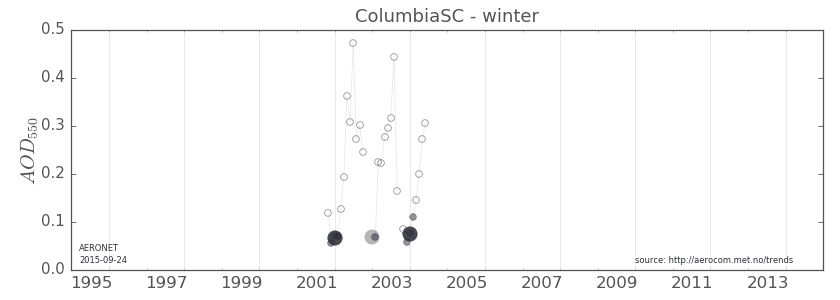 ColumbiaSC - winter
0.5
0.4
0.3
0.2
0.1
0.0
AOD550
AERONET
2015-09-24
source: http://aerocom.met.no/trends
1995 1997 1999 2001 2003 2005 2007 2009 2011 2013